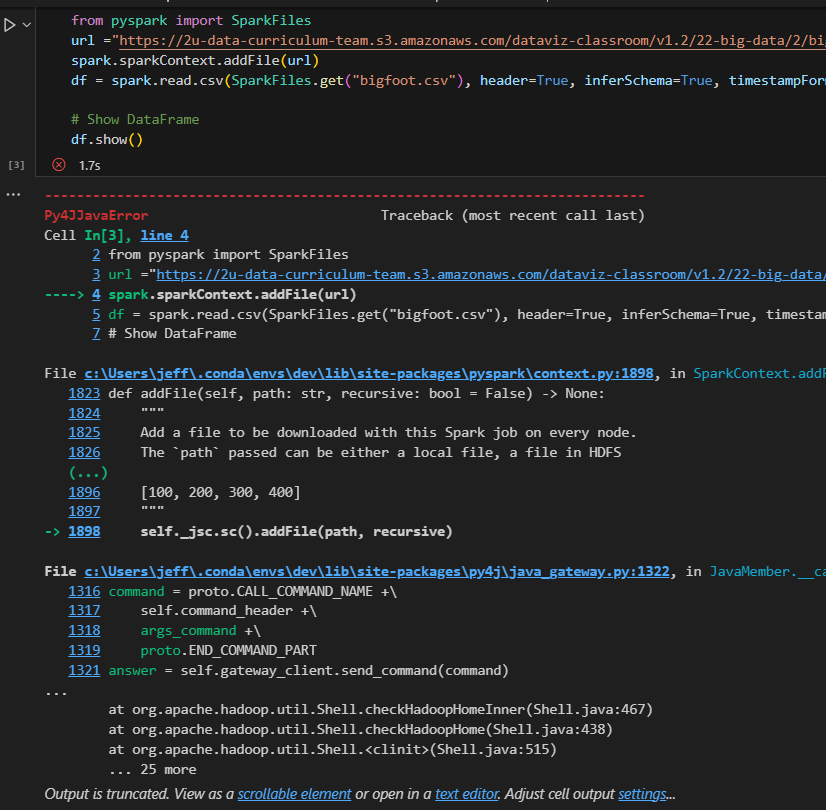 from pyspark import SparkFiles
url ="https://2u-data-curriculum-team.s3.amazonaws.com/dataviz-classroom/v1.2/22-big-data/2/bi
spark.sparkContext.addFile(url)
df = spark.read.csv(SparkFiles.get("bigfoot.csv"), header=True, inferSchema=True, timestampFor
# Show DataFrame
df.show()
[3] 1.7s
Py4JJavaError Traceback (most recent call last)
Cell In[3], line 4
2 from pyspark import SparkFiles
3 url ="https://2u-data-curriculum-team.s3.amazonaws.com/dataviz-classroom/v1.2/22-big-data/
----> 4 spark.sparkContext.addFile(url)
5 df = spark.read.csv(SparkFiles.get("bigfoot.csv"), header=True, inferSchema=True, timestam
7 # Show DataFrame
File c:\Users\jeff\.conda\envs\dev\lib\site-packages\pyspark\context.py:1898, in SparkContext.addF
1823 def addFile(self, path: str, recursive: bool = False) -> None:
1824 """
1825 Add a file to be downloaded with this Spark job on every node.
1826 The `path` passed can be either a local file, a file in HDFS
(...)
1896 [100, 200, 300, 400]
1897 """
-> 1898 self._jsc.sc().addFile(path, recursive)
File c:\Users\jeff\.conda\envs\dev\lib\site-packages\py4j\java_gateway.py:1322, in JavaMember.__ca
1316 command = proto.CALL_COMMAND_NAME +\
1317 self.command_header +\
1318 args_command +\
1319 proto.END_COMMAND_PART
1321 answer = self.gateway_client.send_command(command)
...
at org.apache.hadoop.util.Shell.checkHadoopHomeInner(Shell.java:467)
at org.apache.hadoop.util.Shell.checkHadoopHome(Shell.java:438)
at org.apache.hadoop.util.Shell.<clinit>(Shell.java:515)
... 25 more
Output is truncated. View as a scrollable element or open in a text editor. Adjust cell output settings...